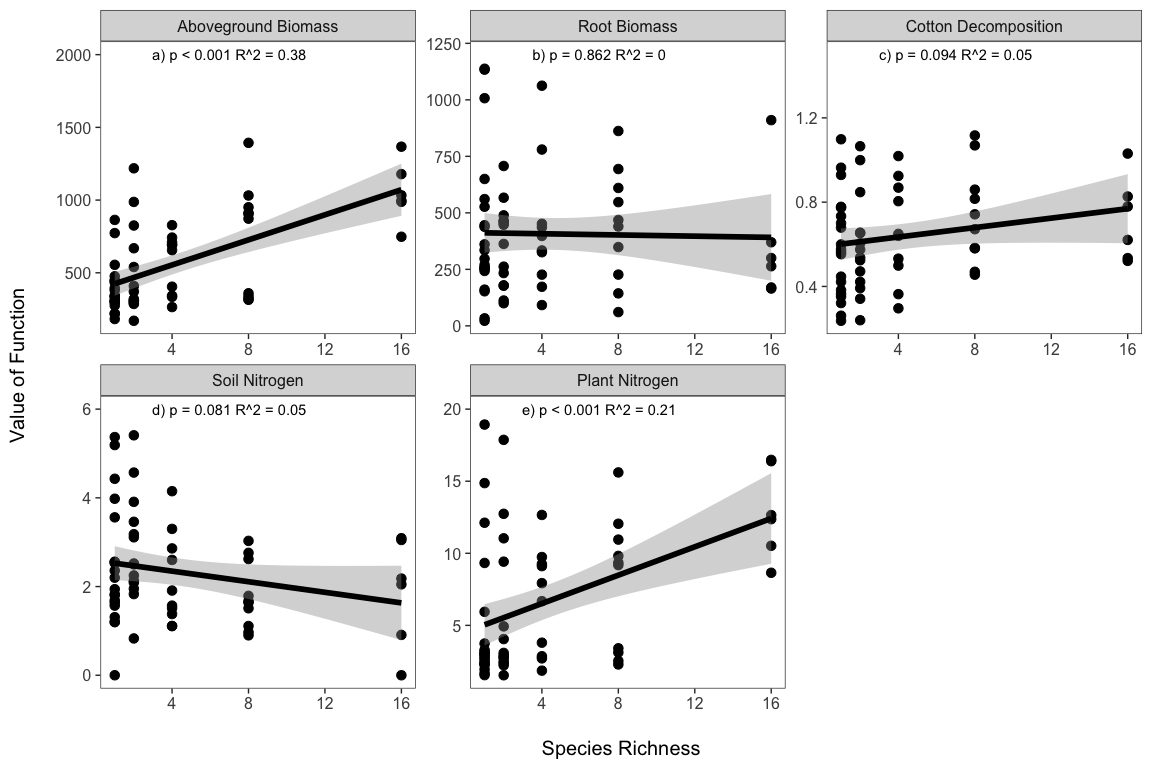 Aboveground Biomass
a) p < 0.001 R^2 = 0.38
2000
1500
1000
500
4 8 12 16
Root Biomass
b) p = 0.862 R^2 = 0
1250
1000
750
500
250
0
4 8 12 16
Cotton Decomposition
c) p = 0.094 R^2 = 0.05
1.2
0.8
0.4
4 8 12 16
Value of Function
Soil Nitrogen
d) p = 0.081 R^2 = 0.05
6
4
2
0
4 8 12 16
Plant Nitrogen
e) p < 0.001 R^2 = 0.21
20
15
10
5
4 8 12 16
Species Richness